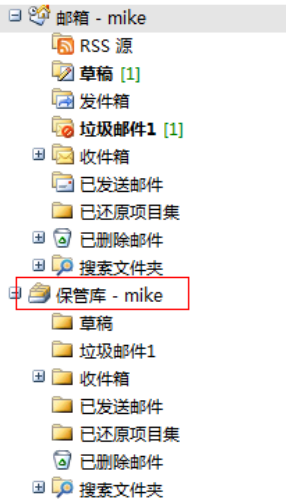 邮箱 - mike
RSS 源
草稿 [1]
发件箱
垃圾邮件1 [1]
收件箱
已发送邮件
已还原项目集
已删除邮件
搜索文件夹
保管库 - mike
草稿
垃圾邮件1
收件箱
已发送邮件
已还原项目集
已删除邮件
搜索文件夹